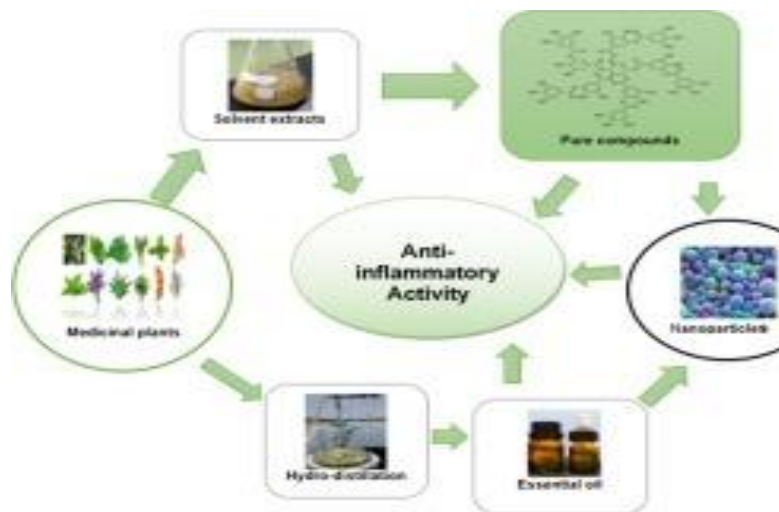 Solvent extracts
Pure compounds
Anti-
inflammatory
Activity
Medicinal plants
Nanoparticles
Hydro-distillation
Essential oil